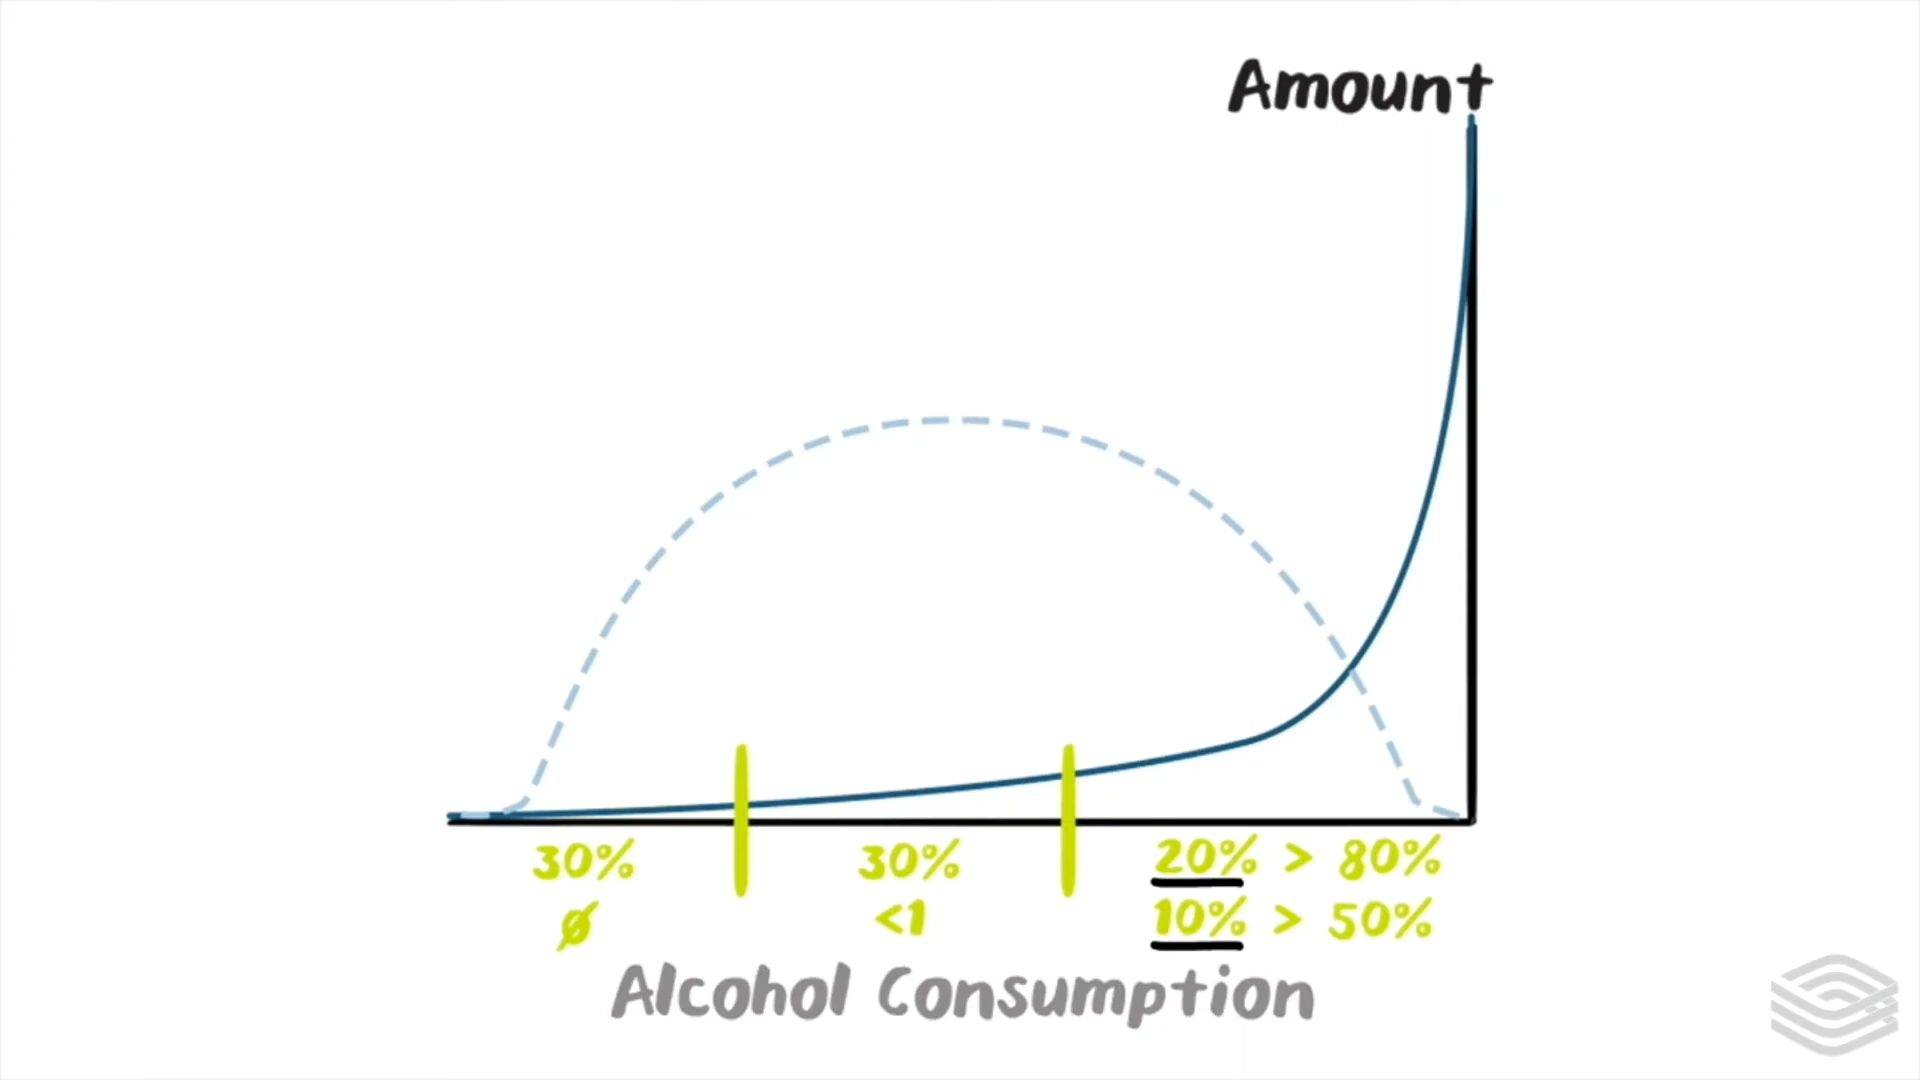 Amount
30% 30% 20% > 80%
Ø <1 10% > 50%
Alcohol Consumption